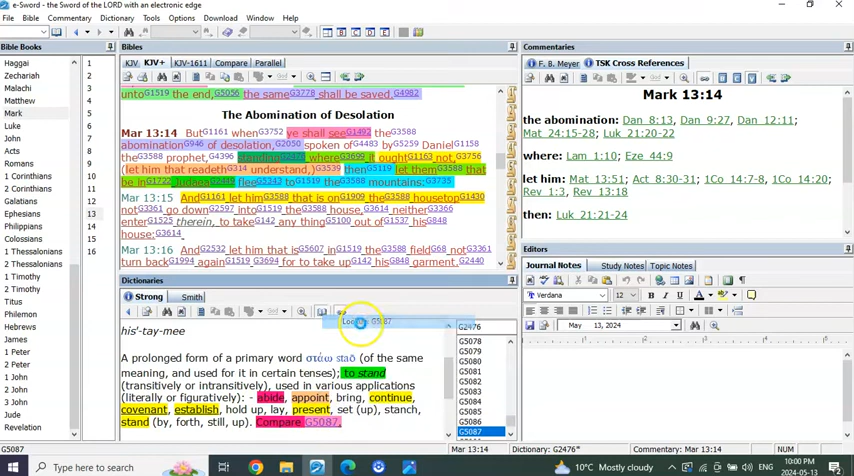 e-Sword - the Sword of the LORD with an electronic edge
File Bible Commentary Dictionary Tools Options Download Window Help
Bible Books
Haggai
Zechariah
Malachi
Matthew
Mark
Luke
John
Acts
Romans
1 Corinthians
2 Corinthians
Galatians
Ephesians
Philippians
Colossians
1 Thessalonians
2 Thessalonians
1 Timothy
2 Timothy
Titus
Philemon
Hebrews
James
1 Peter
2 Peter
1 John
2 John
3 John
Jude
Revelation
1
2
3
4
5
6
7
8
9
10
11
12
13
14
15
16
Bibles
KJV KJV+ KJV-1611 Compare Parallel
unto G1519 the end, G5056 the same G3778 shall be saved. G4982
The Abomination of Desolation
Mar 13:14 But G1161 when G3752 ye shall see G1492 the G3588
abomination G946 of desolation, G2050 spoken of G4483 by G5259 Daniel
the G3588 prophet, G4396 standing G2476 where G3699 it ought G1163 not, G3756
(let him that readeth G314 understand,) G3539 then G5119 let them G3588 that
be in G1722 Judaea G2449 flee G5343 to G1519 the G3588 mountains: G3735
Mar 13:15 And G1161 let him that is on G1909 the G3588 housetop G1430
not G3361 go down G2597 into G1519 the G3588 house, G3614 neither G3366
enter G1525 therein, to take G142 any thing G5100 out of G1537 his G848
house: G3614
Mar 13:16 And G2532 let him that is G5607 in G1519 the G3588 field G68 not G3361
turn back G1994 again G1519 G3694 for to take up G142 his G848 garment. G2440
Dictionaries
Strong Smith
Lookup G5087
his'-tay-mee
A prolonged form of a primary word στάω staō (of the same
meaning, and used for it in certain tenses); to stand
(transitively or intransitively), used in various applications
(literally or figuratively): - abide, appoint, bring, continue,
covenant, establish, hold up, lay, present, set (up), stanch,
stand (by, forth, still, up). Compare G5087.
G2476
G5078
G5079
G5080
G5081
G5082
G5083
G5084
G5085
G5086
G5087
Commentaries
F. B. Meyer TSK Cross References
Mark 13:14
the abomination: Dan 8:13, Dan 9:27, Dan 12:11;
Mat 24:15-28; Luk 21:20-22
where: Lam 1:10; Eze 44:9
let him: Mat 13:51; Act 8:30-31; 1Co 14:7-8, 1Co 14:20;
Rev 1:3, Rev 13:18
then: Luk 21:21-24
Editors
Journal Notes Study Notes Topic Notes
Verdana 12 B I U A
May 13, 2024
G5087 Mar 13:14 Dictionary: G2476* Commentary: Mar 13:14 NUM
Type here to search
10°C Mostly cloudy ENG 10:00 PM
2024-05-13